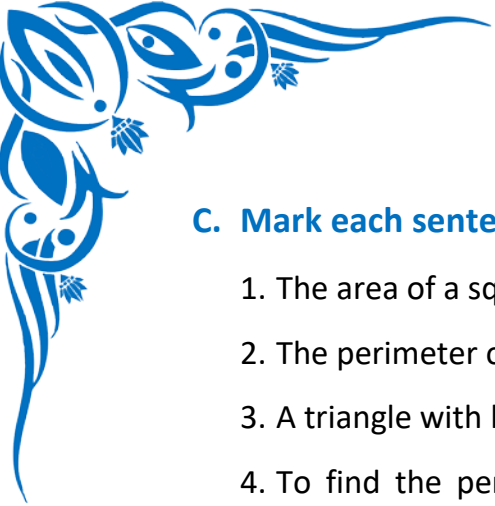 C. Mark each sente
1. The area of a sq
2. The perimeter o
3. A triangle with
4. To find the per